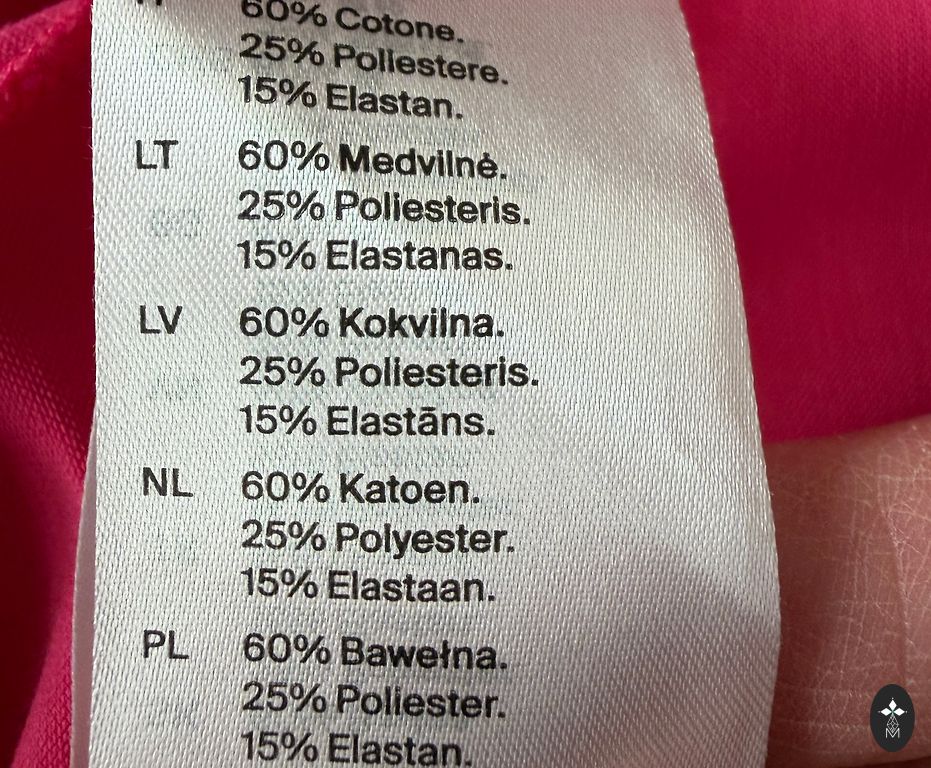 60% Cotone.
25% Poliestere.
15% Elastan.
LT 60% Medvilnė.
25% Poliesteris.
15% Elastanas.
LV 60% Kokvilna.
25% Poliesteris.
15% Elastāns.
NL 60% Katoen.
25% Polyester.
15% Elastaan.
PL 60% Bawełna.
25% Poliester.
15% Elastan.
M